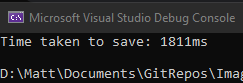 Microsoft Visual Studio Debug Console
Time taken to save: 1811ms
D:\Matt\Documents\GitRepos\Imag